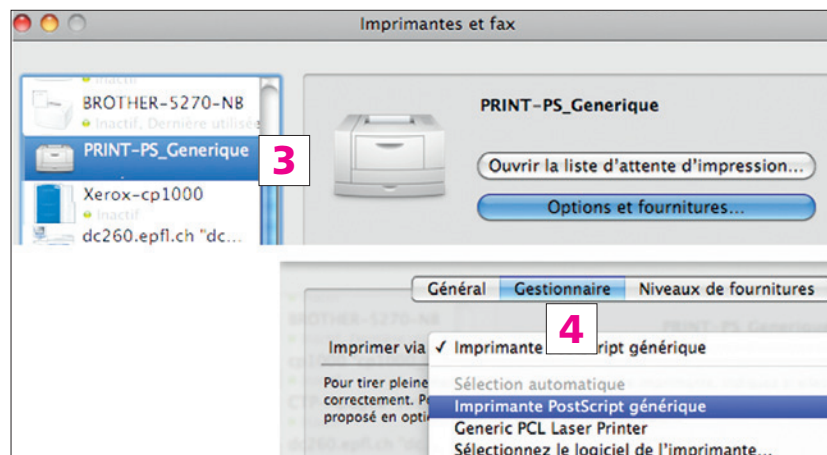 Imprimantes et fax
Inactif
BROTHER-5270-NB
Inactif, Dernière utilisée
PRINT-PS_Generique
3
Xerox-cp1000
Inactif
dc260.epfl.ch "dc...
PRINT-PS_Generique
Ouvrir la liste d'attente d'impression...
Options et fournitures...
Général Gestionnaire Niveaux de fournitures
4
Imprimer via ✓ Imprimante ript générique
Pour tirer pleine
correctement.
proposé en opti
Sélection automatique
Imprimante PostScript générique
Generic PCL Laser Printer
Sélectionnez le logiciel de l'imprimante...